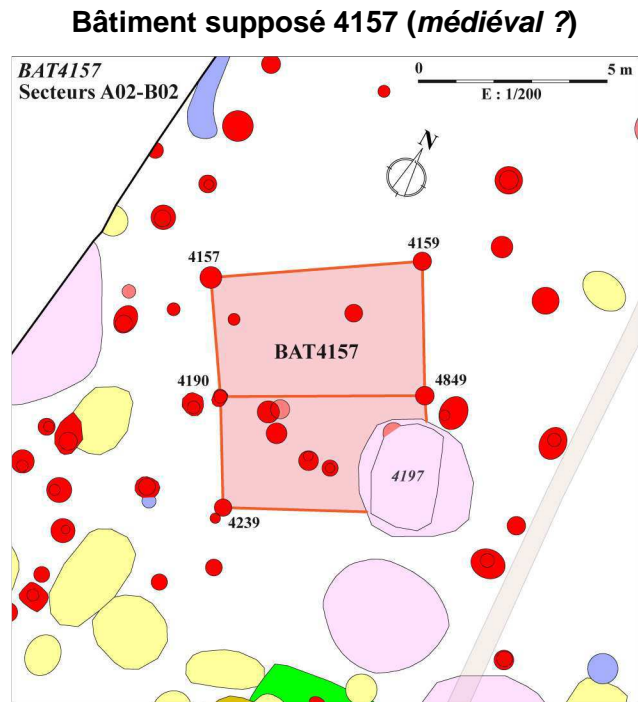 Bâtiment supposé 4157 (médiéval ?)
BAT4157
Secteurs A02-B02
0 5 m
E : 1/200
N
4157
4159
BAT4157
4190
4849
4197
4239